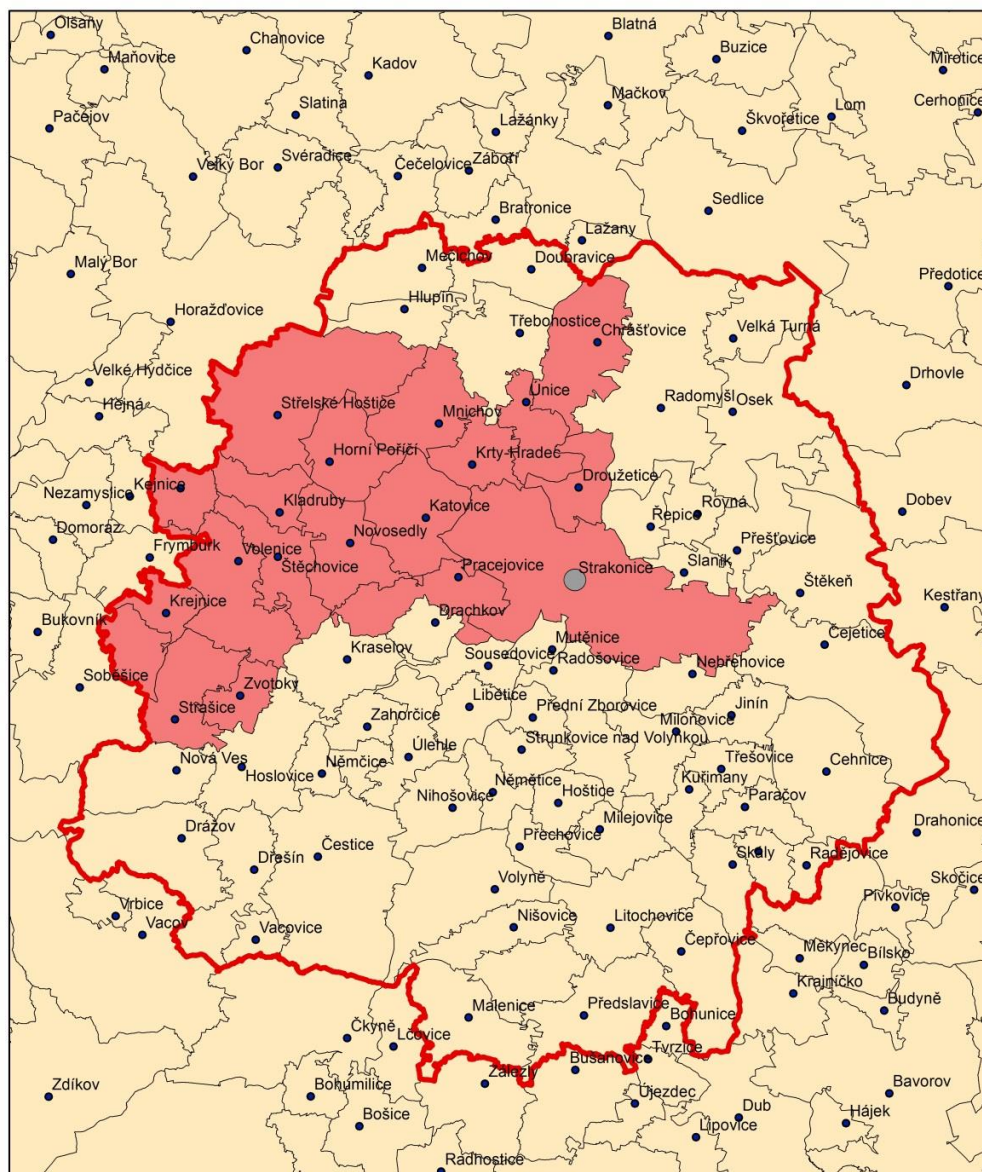 Olšany
Chanovice
Blatná
Maňovice
Kadov
Buzice
Mirotice
Slatina
Mačkov
Lom
Cerhonice
Pačejov
Lažánky
Škvořetice
Svéradice
Velký Bor
Čečelovice
Záboří
Bratronice
Sedlice
Lažany
Malý Bor
Mečichov
Doubravice
Předotice
Hlupín
Horažďovice
Třebohostice
Chrášťovice
Velká Turná
Velké Hydčice
Drhovle
Hejná
Střelské Hoštice
Únice
Radomyšl
Osek
Mnichov
Horní Poříčí
Krty-Hradec
Nezamyslice
Kejnice
Droužetice
Kladruby
Katovice
Rovná
Dobev
Domoraz
Řepice
Novosedly
Frymburk
Volenice
Štěchovice
Přešťovice
Pracejovice
Strakonice
Slaník
Štěkeň
Krejnice
Kestřany
Bukovník
Drachkov
Čejetice
Mutěnice
Kraselov
Sousedovice
Radošovice
Nebřehovice
Soběšice
Zvotoky
Libětice
Strašice
Přední Zborovice
Jinín
Zahorčice
Milonovice
Úlehle
Strunkovice nad Volyňkou
Nová Ves
Hoslovice
Němčice
Třešovice
Cehnice
Němětice
Kuřimany
Nihošovice
Hoštice
Paračov
Drážov
Přechovice
Milejovice
Drahonice
Dřešín
Čestice
Skály
Radějovice
Volyně
Skočice
Vrbice
Pivkovice
Vacov
Vacovice
Nišovice
Litochovice
Čepřovice
Měkynec
Bílsko
Krajníčko
Malenice
Předslavice
Budyně
Bohunice
Čkyně
Lčovice
Tvrzice
Bušanovice
Zálezly
Zdíkov
Bohumilice
Újezdec
Bavorov
Bošice
Dub
Hájek
Lipovice
Radhostice